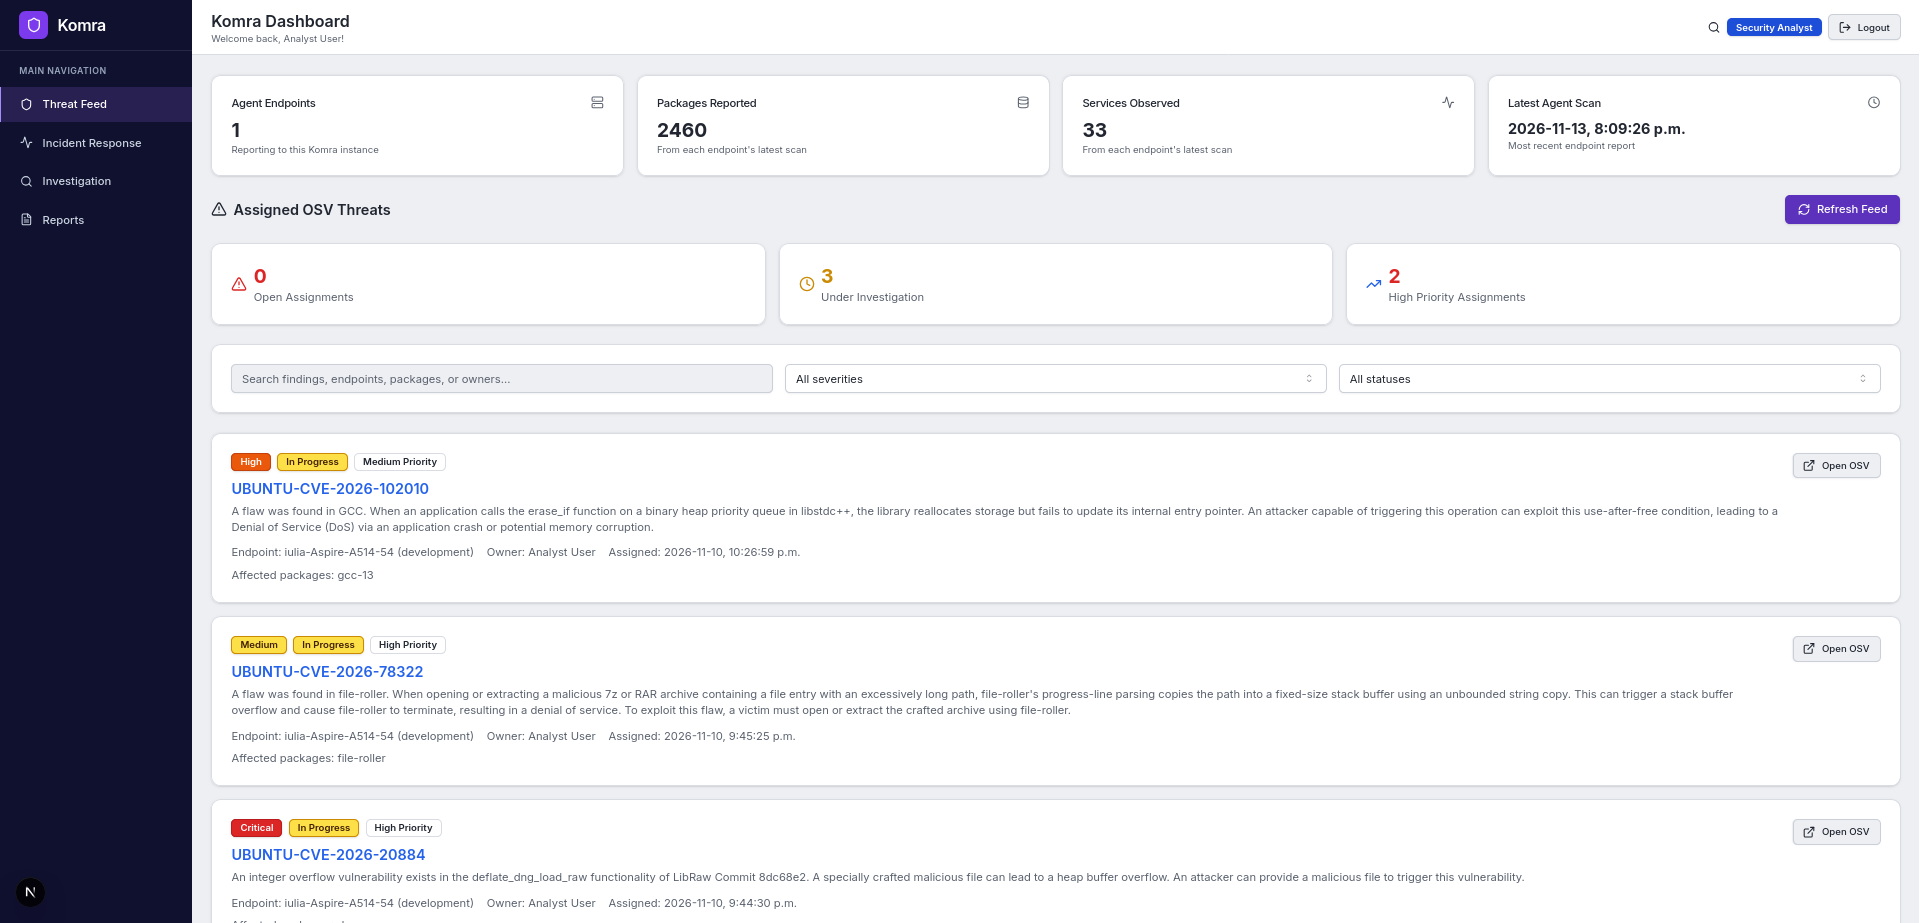 Komra
MAIN NAVIGATION
Threat Feed
Incident Response
Investigation
Reports
Komra Dashboard
Welcome back, Analyst User!
Security Analyst
Logout
Agent Endpoints
1
Reporting to this Komra instance
Packages Reported
2460
From each endpoint's latest scan
Services Observed
33
From each endpoint's latest scan
Latest Agent Scan
2026-11-13, 8:09:26 p.m.
Most recent endpoint report
Assigned OSV Threats
Refresh Feed
0
Open Assignments
3
Under Investigation
2
High Priority Assignments
Search findings, endpoints, packages, or owners...
All severities
All statuses
High In Progress Medium Priority
Open OSV
UBUNTU-CVE-2026-102010
A flaw was found in GCC. When an application calls the erase_if function on a binary heap priority queue in libstdc++, the library reallocates storage but fails to update its internal entry pointer. An attacker capable of triggering this operation can exploit this use-after-free condition, leading to a
Denial of Service (DoS) via an application crash or potential memory corruption.
Endpoint: iulia-Aspire-A514-54 (development) Owner: Analyst User Assigned: 2026-11-10, 10:26:59 p.m.
Affected packages: gcc-13
Medium In Progress High Priority
Open OSV
UBUNTU-CVE-2026-78322
A flaw was found in file-roller. When opening or extracting a malicious 7z or RAR archive containing a file entry with an excessively long path, file-roller's progress-line parsing copies the path into a fixed-size stack buffer using an unbounded string copy. This can trigger a stack buffer
overflow and cause file-roller to terminate, resulting in a denial of service. To exploit this flaw, a victim must open or extract the crafted archive using file-roller.
Endpoint: iulia-Aspire-A514-54 (development) Owner: Analyst User Assigned: 2026-11-10, 9:45:25 p.m.
Affected packages: file-roller
Critical In Progress High Priority
Open OSV
UBUNTU-CVE-2026-20884
An integer overflow vulnerability exists in the deflate_dng_load_raw functionality of LibRaw Commit 8dc68e2. A specially crafted malicious file can lead to a heap buffer overflow. An attacker can provide a malicious file to trigger this vulnerability.
Endpoint: iulia-Aspire-A514-54 (development) Owner: Analyst User Assigned: 2026-11-10, 9:44:30 p.m.
N